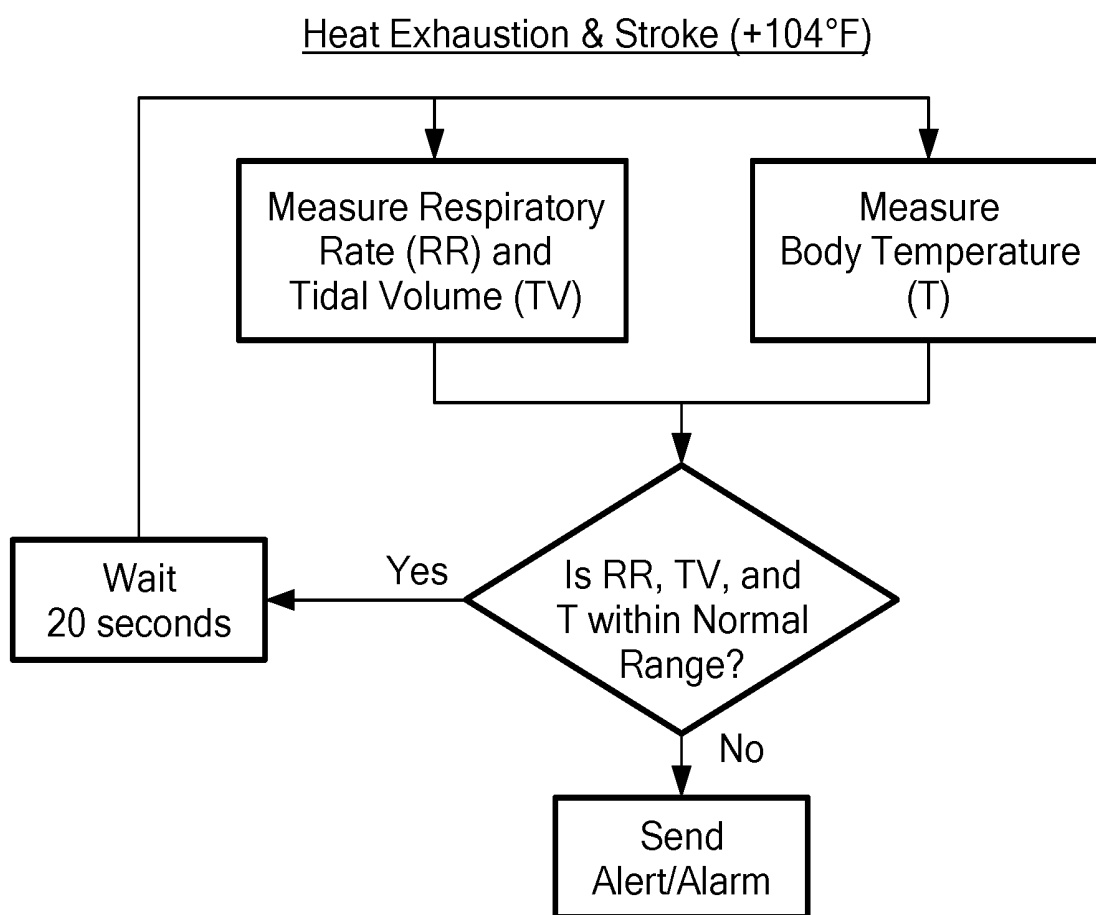 Heat Exhaustion & Stroke (+104°F)
Measure Respiratory
Rate (RR) and
Tidal Volume (TV)
Measure
Body Temperature
(T)
Is RR, TV, and
T within Normal
Range?
Yes
Wait
20 seconds
No
Send
Alert/Alarm